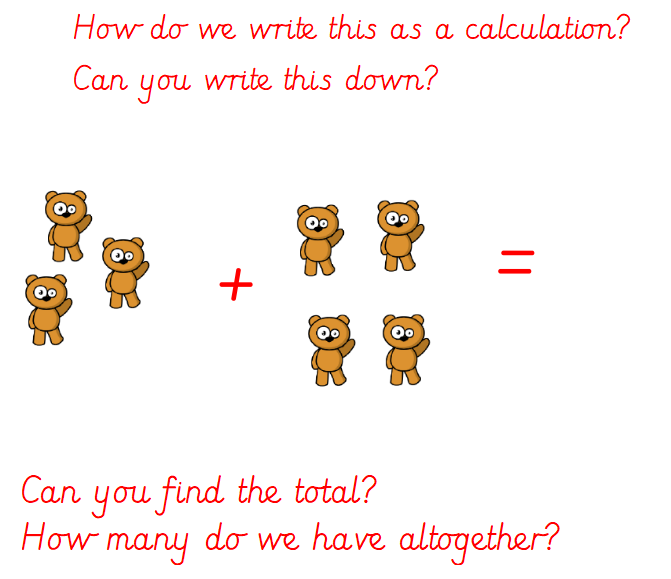 How do we write this as a calculation?
Can you write this down?
+ =
Can you find the total?
How many do we have altogether?